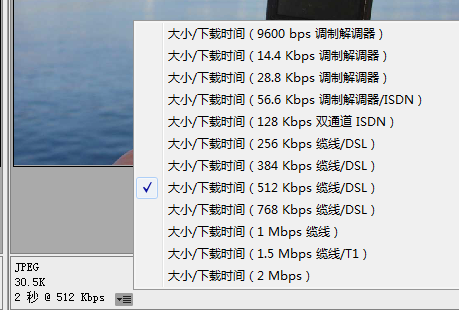 大小/下载时间（9600 bps 调制解调器）
大小/下载时间（14.4 Kbps 调制解调器）
大小/下载时间（28.8 Kbps 调制解调器）
大小/下载时间（56.6 Kbps 调制解调器/ISDN）
大小/下载时间（128 Kbps 双通道 ISDN）
大小/下载时间（256 Kbps 缆线/DSL）
大小/下载时间（384 Kbps 缆线/DSL）
大小/下载时间（512 Kbps 缆线/DSL）
大小/下载时间（768 Kbps 缆线/DSL）
大小/下载时间（1 Mbps 缆线）
大小/下载时间（1.5 Mbps 缆线/T1）
大小/下载时间（2 Mbps）
JPEG
30.5K
2 秒 @ 512 Kbps